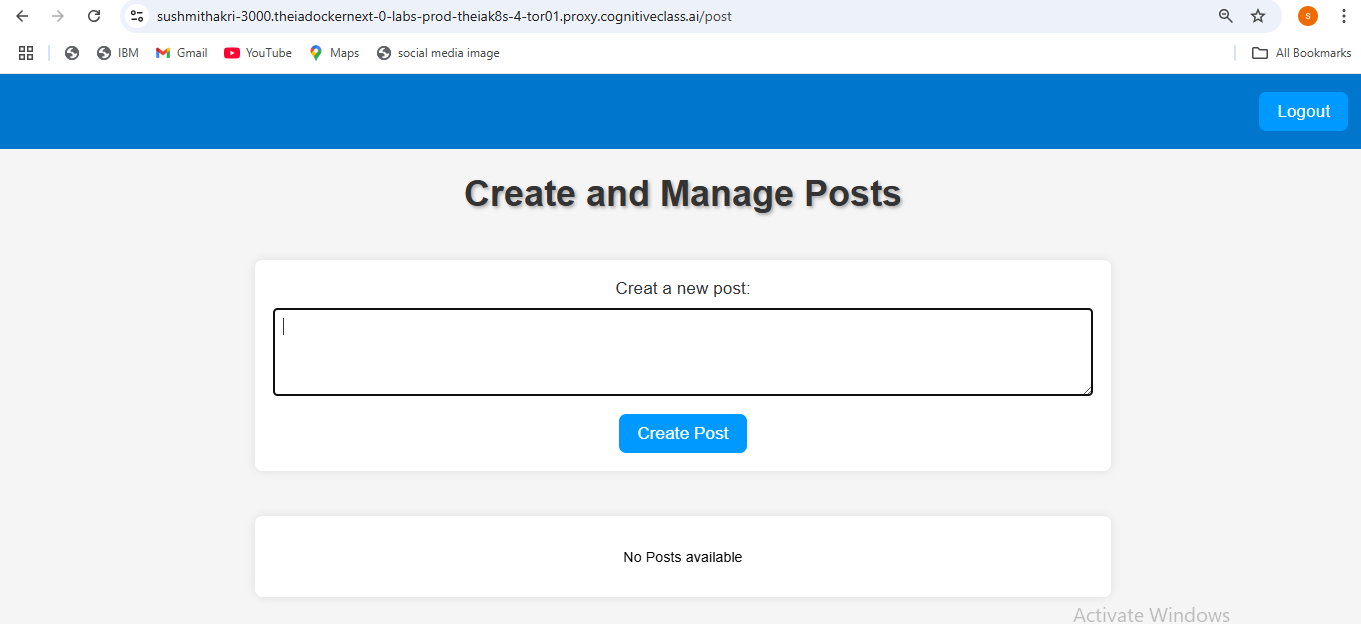 sushmithakri-3000.theiadockernext-0-labs-prod-theiak8s-4-tor01.proxy.cognitiveclass.ai/post
s
IBM Gmail YouTube Maps social media image All Bookmarks
Logout
Create and Manage Posts
Creat a new post:
Create Post
No Posts available
Activate Windows